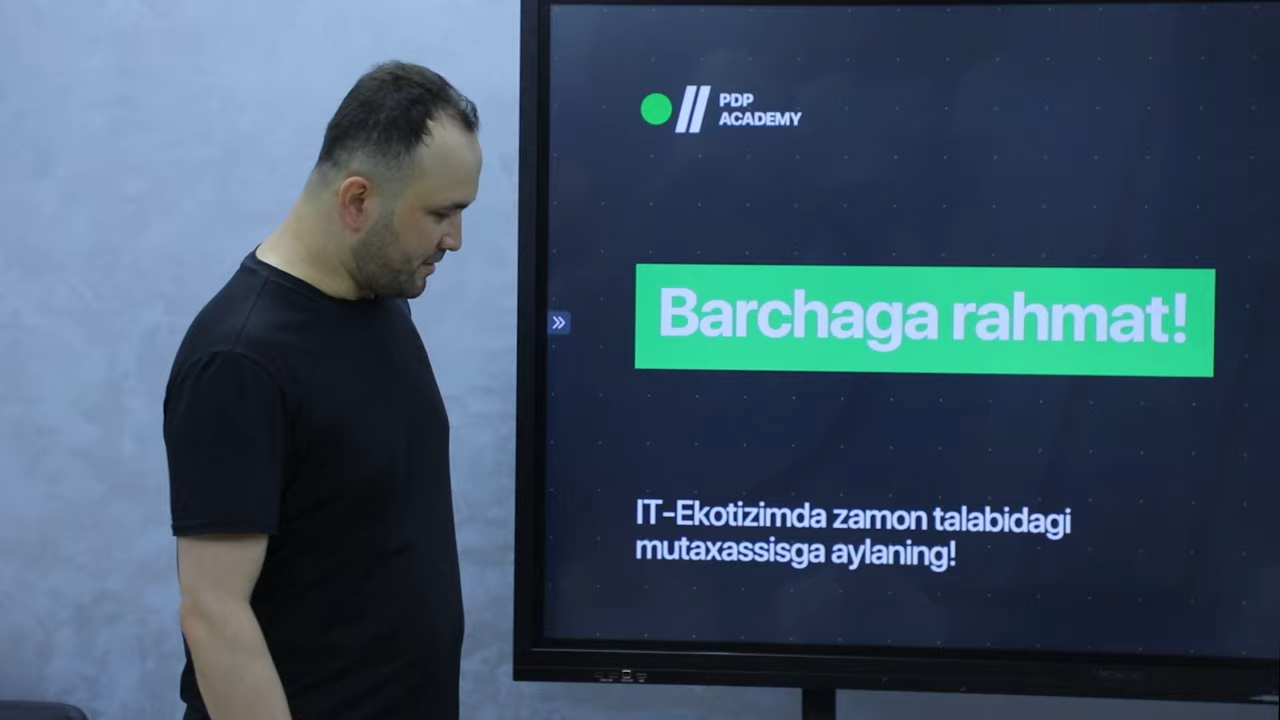 PDP
ACADEMY
Barchaga rahmat!
IT-Ekotizimda zamon talabidagi
mutaxassisga aylaning!